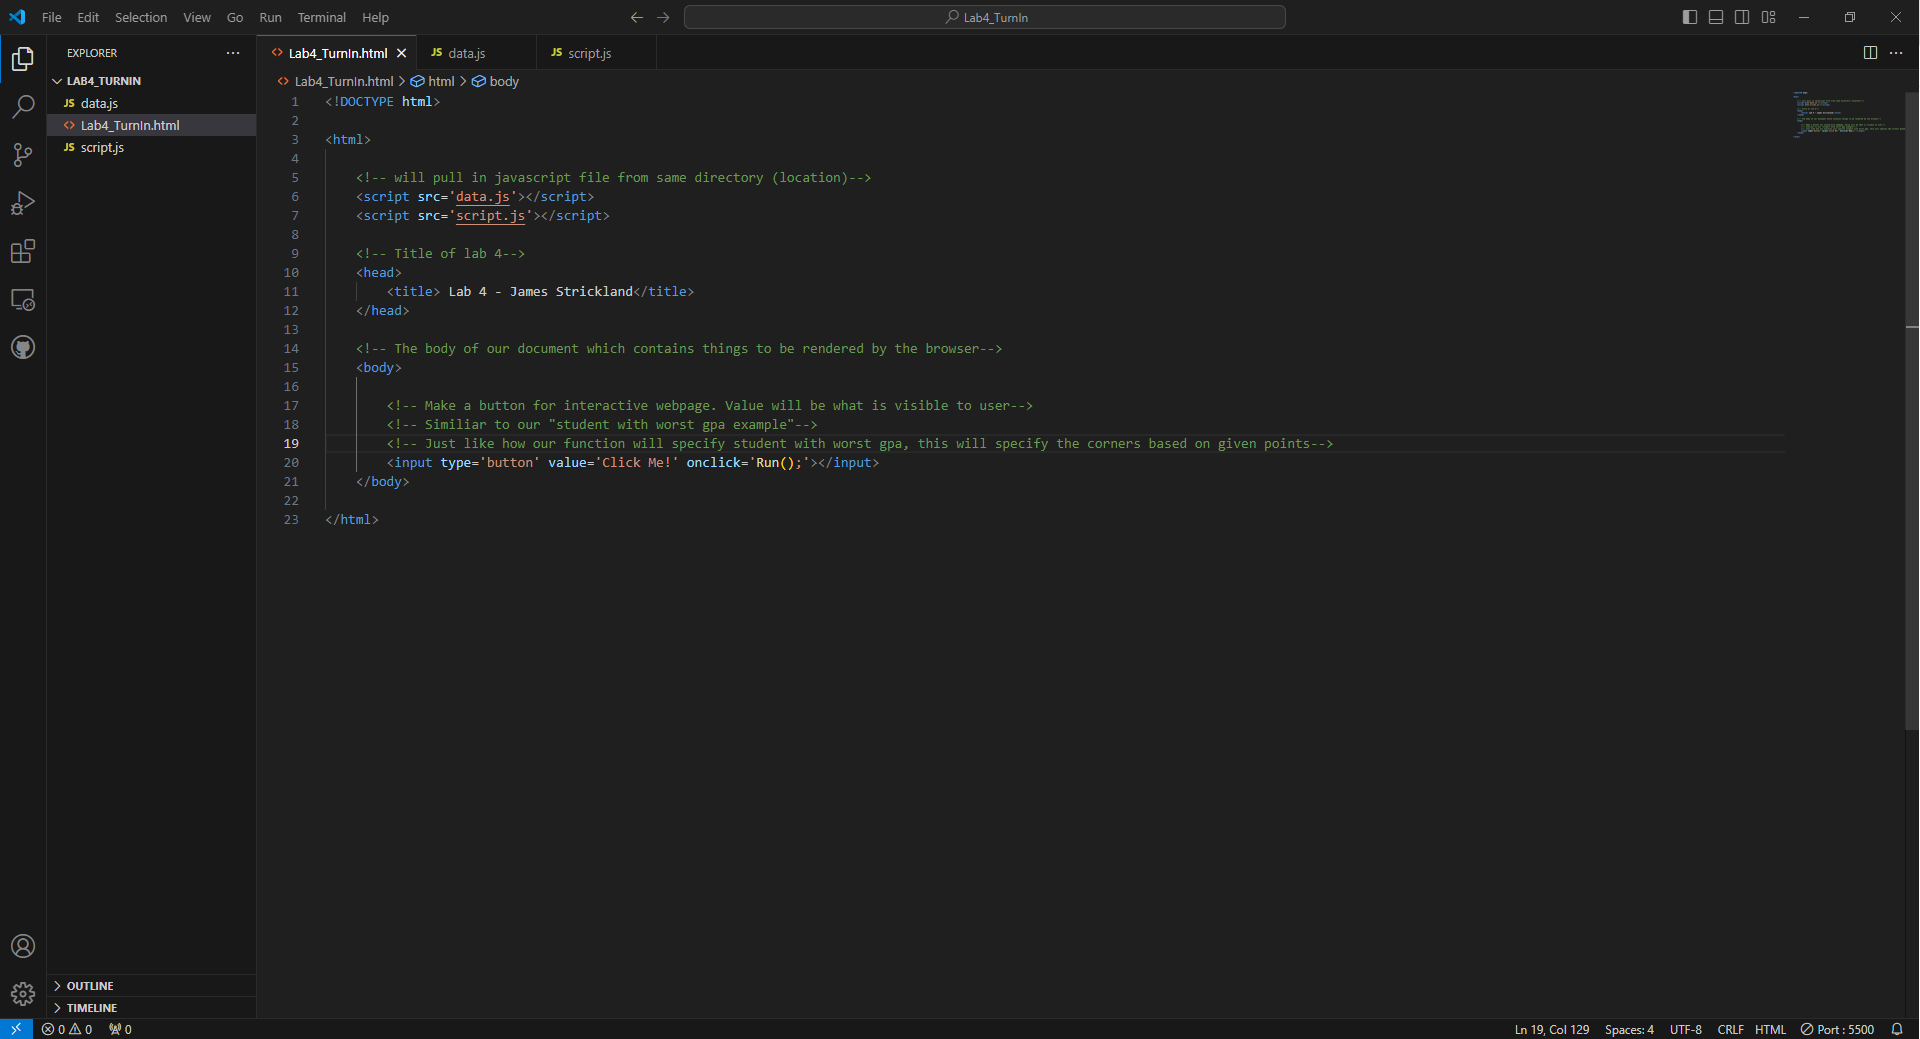 File Edit Selection View Go Run Terminal Help
Lab4_TurnIn
EXPLORER
LAB4_TURNIN
JS data.js
<> Lab4_TurnIn.html
JS script.js
OUTLINE
TIMELINE
<> Lab4_TurnIn.html JS data.js JS script.js
<> Lab4_TurnIn.html > html > body
1 <!DOCTYPE html>
2
3 <html>
4
5 <!-- will pull in javascript file from same directory (location)-->
6 <script src='data.js'></script>
7 <script src='script.js'></script>
8
9 <!-- Title of lab 4-->
10 <head>
11 <title> Lab 4 - James Strickland</title>
12 </head>
13
14 <!-- The body of our document which contains things to be rendered by the browser-->
15 <body>
16
17 <!-- Make a button for interactive webpage. Value will be what is visible to user-->
18 <!-- Similiar to our "student with worst gpa example"-->
19 <!-- Just like how our function will specify student with worst gpa, this will specify the corners based on given points-->
20 <input type='button' value='Click Me!' onclick='Run();'></input>
21 </body>
22
23 </html>
0 0 0
Ln 19, Col 129 Spaces: 4 UTF-8 CRLF HTML Port : 5500